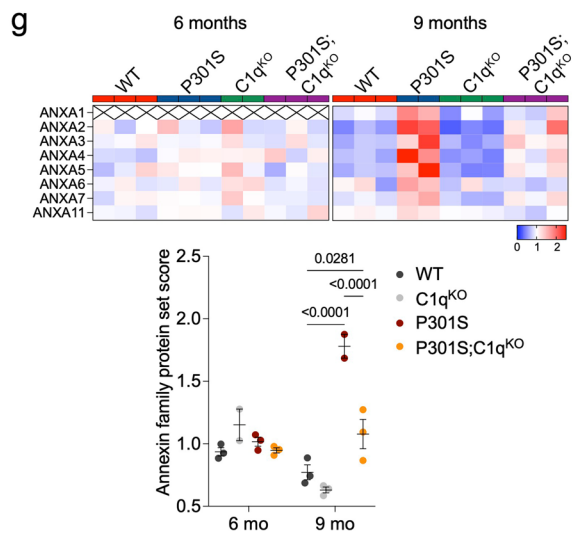 g
6 months
9 months
WT
P301S
C1qKO
P301S;
C1qKO
WT
P301S
C1qKO
P301S;
C1qKO
ANXA1
ANXA2
ANXA3
ANXA4
ANXA5
ANXA6
ANXA7
ANXA11
0 1 2
Annexin family protein set score
2.5
2.0
1.5
1.0
0.5
0.0281
<0.0001
<0.0001
WT
C1qKO
P301S
P301S;C1qKO
6 mo
9 mo